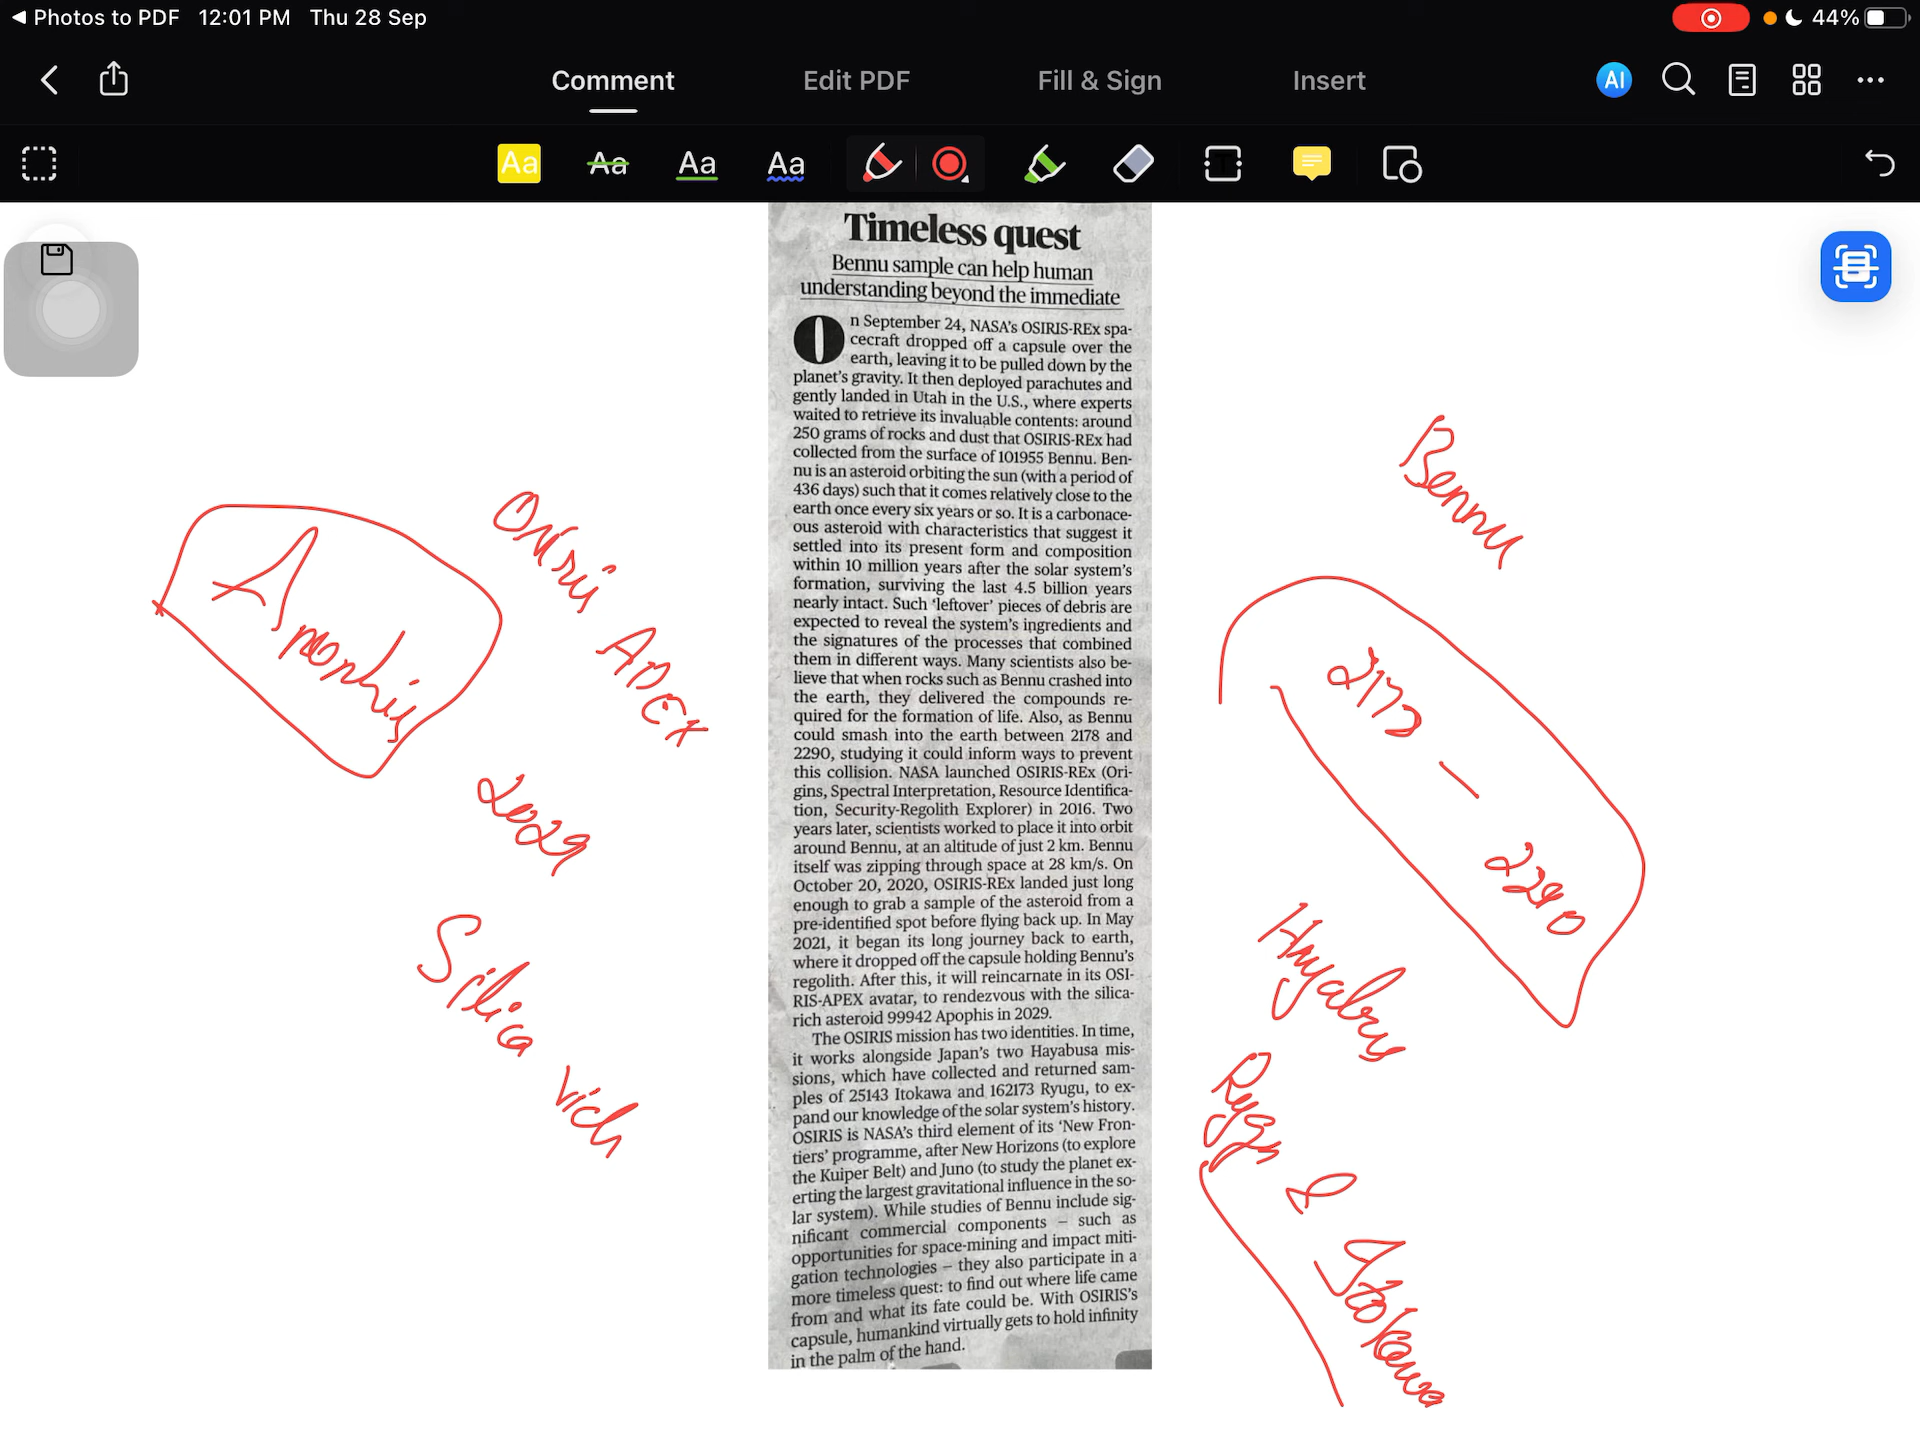 Photos to PDF 12:01 PM Thu 28 Sep 44%
Comment Edit PDF Fill & Sign Insert AI
Aa Aa Aa Aa
Timeless quest
Bennu sample can help human
understanding beyond the immediate
On September 24, NASA's OSIRIS-REx spa-
cecraft dropped off a capsule over the
earth, leaving it to be pulled down by the
planet's gravity. It then deployed parachutes and
gently landed in Utah in the U.S., where experts
waited to retrieve its invaluable contents: around
250 grams of rocks and dust that OSIRIS-REx had
collected from the surface of 101955 Bennu. Ben-
nu is an asteroid orbiting the sun (with a period of
436 days) such that it comes relatively close to the
earth once every six years or so. It is a carbonace-
ous asteroid with characteristics that suggest it
settled into its present form and composition
within 10 million years after the solar system's
formation, surviving the last 4.5 billion years
nearly intact. Such 'leftover' pieces of debris are
expected to reveal the system's ingredients and
the signatures of the processes that combined
them in different ways. Many scientists also be-
lieve that when rocks such as Bennu crashed into
the earth, they delivered the compounds re-
quired for the formation of life. Also, as Bennu
could smash into the earth between 2178 and
2290, studying it could inform ways to prevent
this collision. NASA launched OSIRIS-REx (Ori-
gins, Spectral Interpretation, Resource Identifica-
tion, Security-Regolith Explorer) in 2016. Two
years later, scientists worked to place it into orbit
around Bennu, at an altitude of just 2 km. Bennu
itself was zipping through space at 28 km/s. On
October 20, 2020, OSIRIS-REx landed just long
enough to grab a sample of the asteroid from a
pre-identified spot before flying back up. In May
2021, it began its long journey back to earth,
where it dropped off the capsule holding Bennu's
regolith. After this, it will reincarnate in its OSI-
RIS-APEX avatar, to rendezvous with the silica-
rich asteroid 99942 Apophis in 2029.
The OSIRIS mission has two identities. In time,
it works alongside Japan's two Hayabusa mis-
sions, which have collected and returned sam-
ples of 25143 Itokawa and 162173 Ryugu, to ex-
pand our knowledge of the solar system's history.
OSIRIS is NASA's third element of its 'New Fron-
tiers' programme, after New Horizons (to explore
the Kuiper Belt) and Juno (to study the planet ex-
erting the largest gravitational influence in the so-
lar system). While studies of Bennu include sig-
nificant commercial components – such as
opportunities for space-mining and impact miti-
gation technologies – they also participate in a
more timeless quest: to find out where life came
from and what its fate could be. With OSIRIS's
capsule, humankind virtually gets to hold infinity
in the palm of the hand.
2029
Silica rich
Bennu
– 2290
& Itokawa